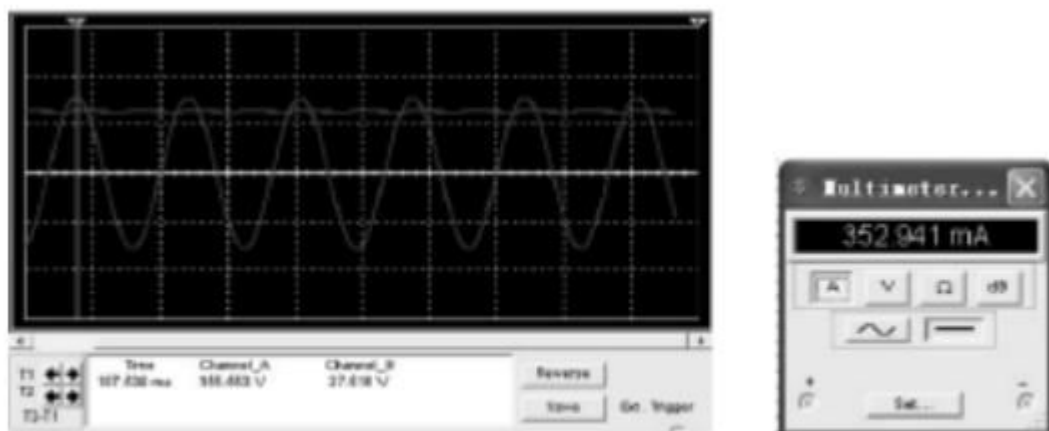 Multimeter...
352.941 mA
A V Ω dB
+ -
Set...
Time Channel_A Channel_B
T1
T2
T2-T1
Reverse
Save
Ext. Trigger